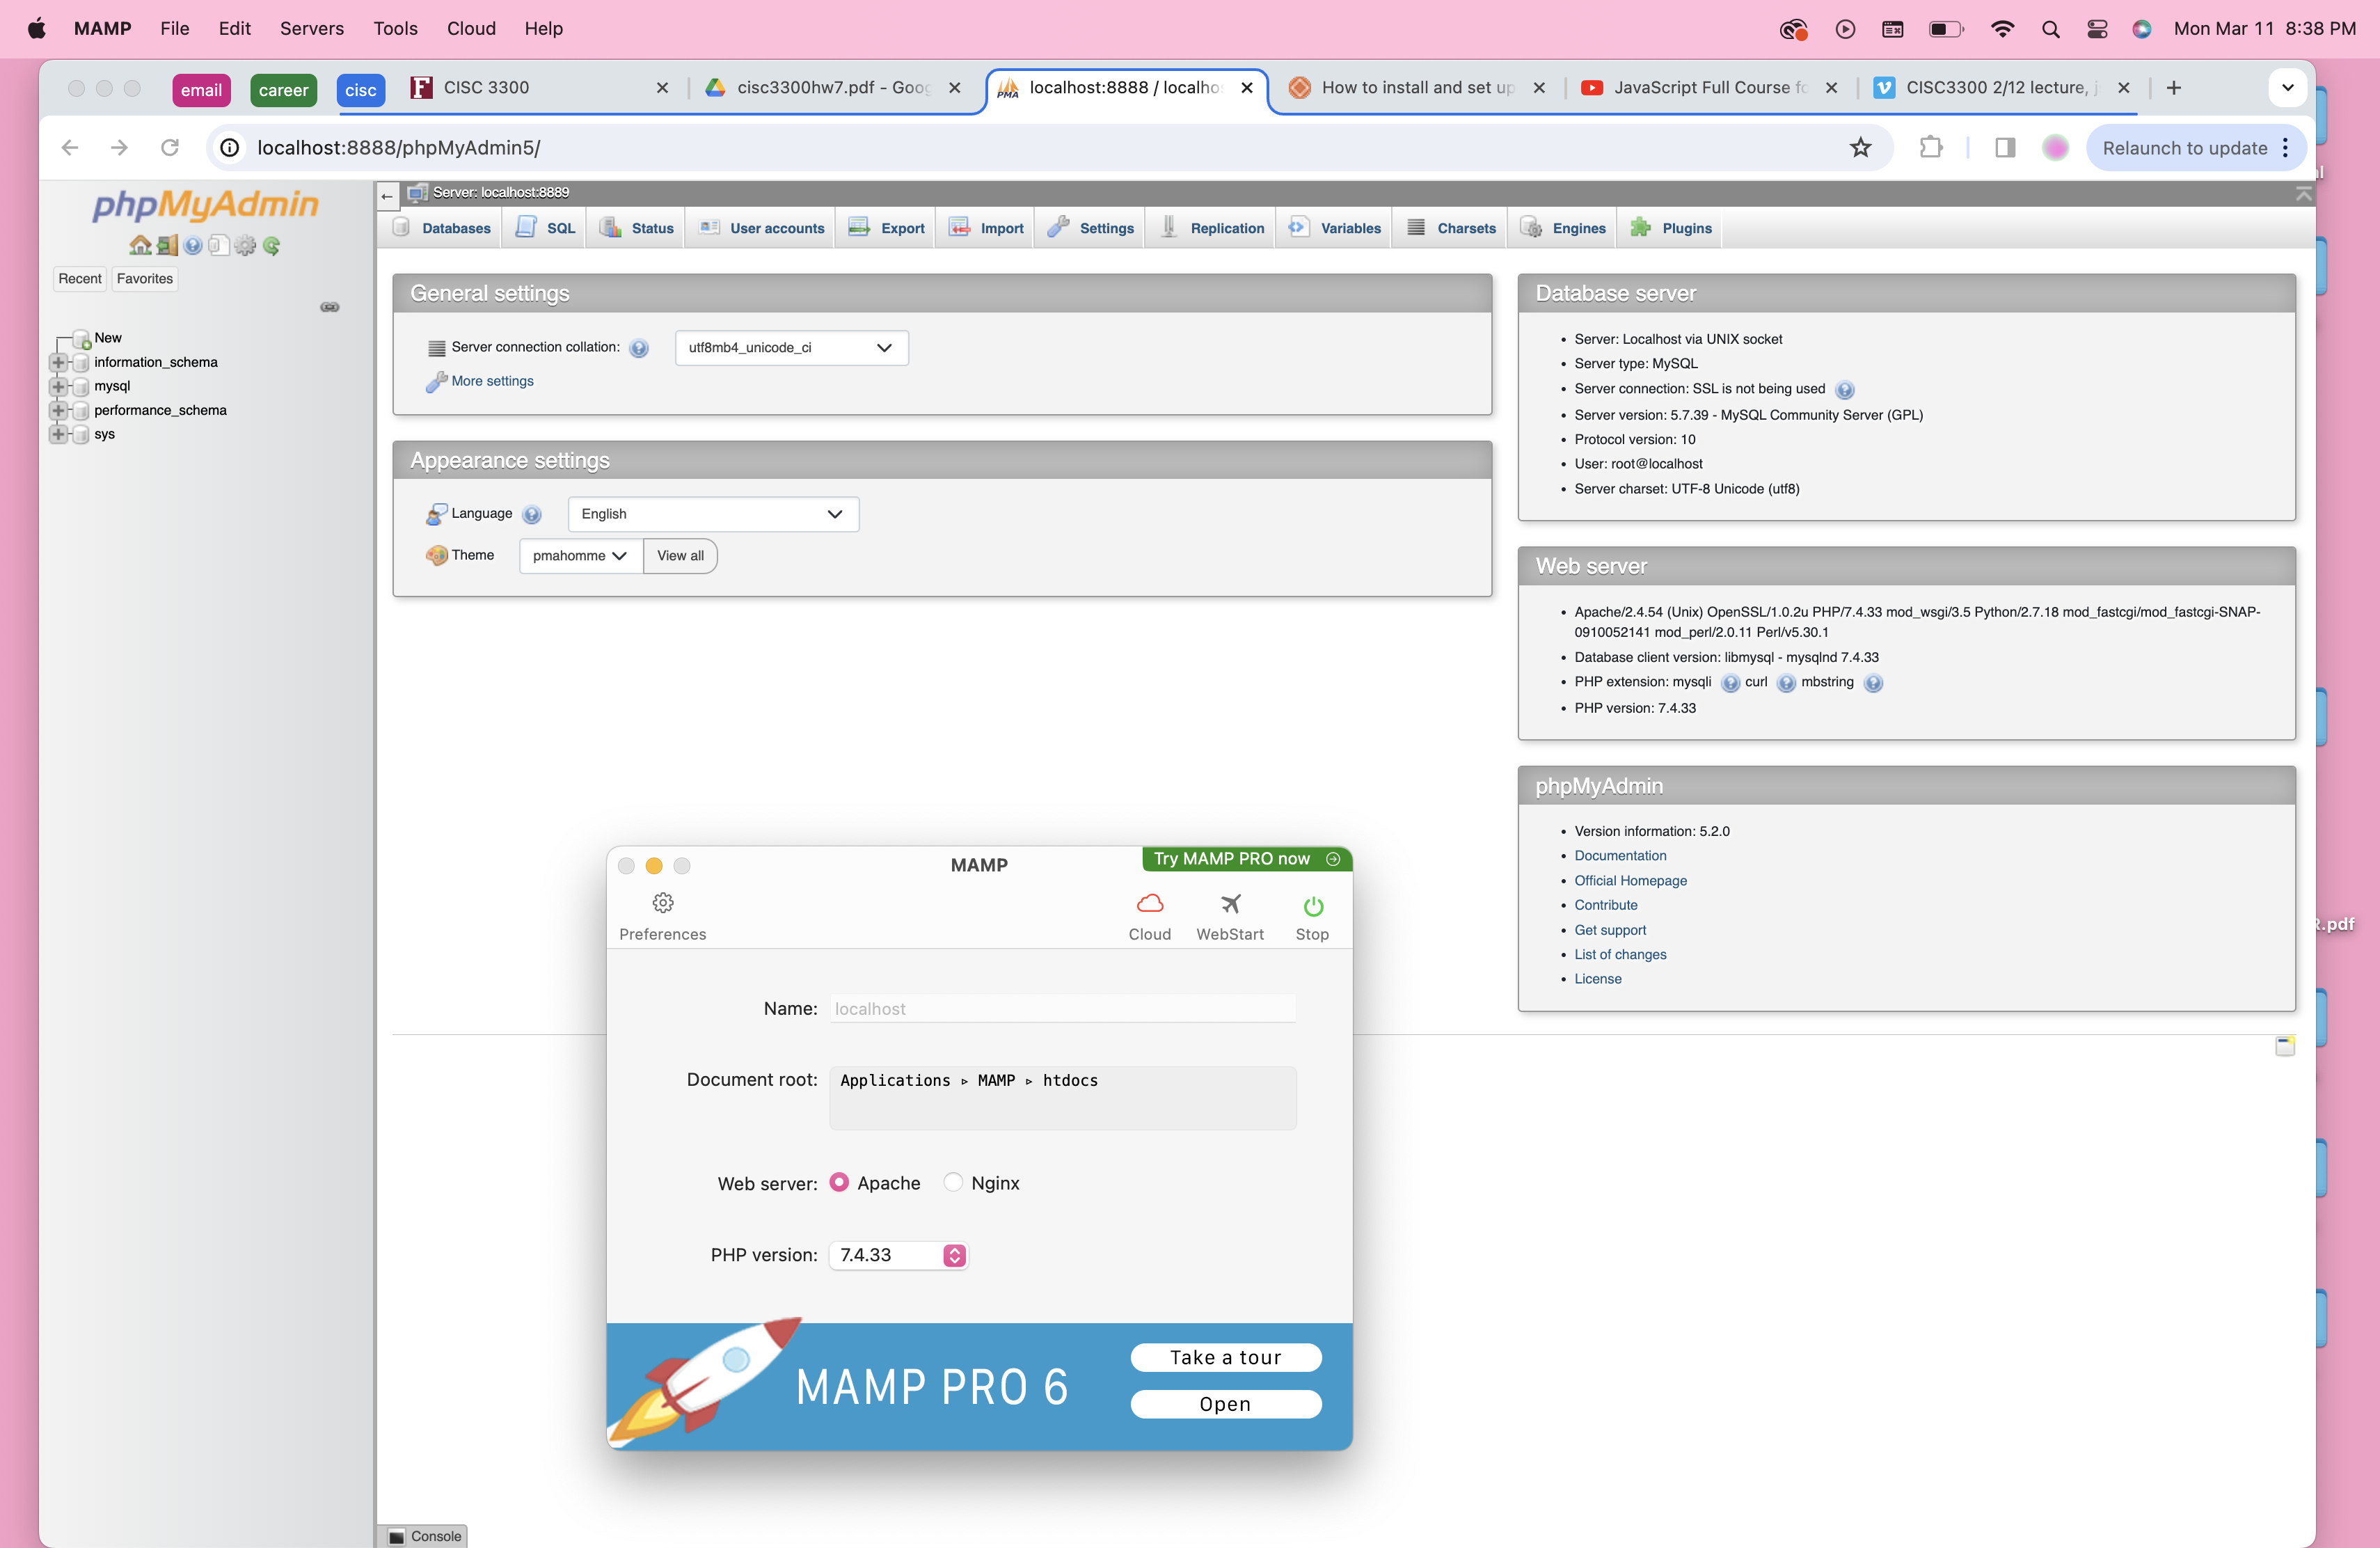 MAMP File Edit Servers Tools Cloud Help Mon Mar 11 8:38 PM
email career cisc CISC 3300 cisc3300hw7.pdf - Goog localhost:8888 / localho How to install and set up JavaScript Full Course fo CISC3300 2/12 lecture, j
localhost:8888/phpMyAdmin5/ Relaunch to update
phpMyAdmin
Recent Favorites
New
information_schema
mysql
performance_schema
sys
Server: localhost:8889
Databases SQL Status User accounts Export Import Settings Replication Variables Charsets Engines Plugins
General settings
Server connection collation: utf8mb4_unicode_ci
More settings
Appearance settings
Language English
Theme pmahomme View all
Database server
Server: Localhost via UNIX socket
Server type: MySQL
Server connection: SSL is not being used
Server version: 5.7.39 - MySQL Community Server (GPL)
Protocol version: 10
User: root@localhost
Server charset: UTF-8 Unicode (utf8)
Web server
Apache/2.4.54 (Unix) OpenSSL/1.0.2u PHP/7.4.33 mod_wsgi/3.5 Python/2.7.18 mod_fastcgi/mod_fastcgi-SNAP-
0910052141 mod_perl/2.0.11 Perl/v5.30.1
Database client version: libmysql - mysqlnd 7.4.33
PHP extension: mysqli curl mbstring
PHP version: 7.4.33
phpMyAdmin
Version information: 5.2.0
Documentation
Official Homepage
Contribute
Get support
List of changes
License
R.pdf
MAMP Try MAMP PRO now
Preferences Cloud WebStart Stop
Name: localhost
Document root: Applications ▹ MAMP ▹ htdocs
Web server: Apache Nginx
PHP version: 7.4.33
MAMP PRO 6
Take a tour
Open
Console